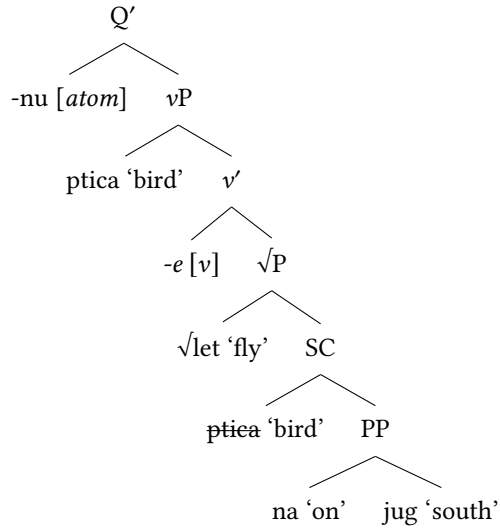 Q′
-nu [atom] vP
ptica ‘bird’ v′
-e [v] √P
√let ‘fly’ SC
ptica ‘bird’ PP
na ‘on’ jug ‘south’